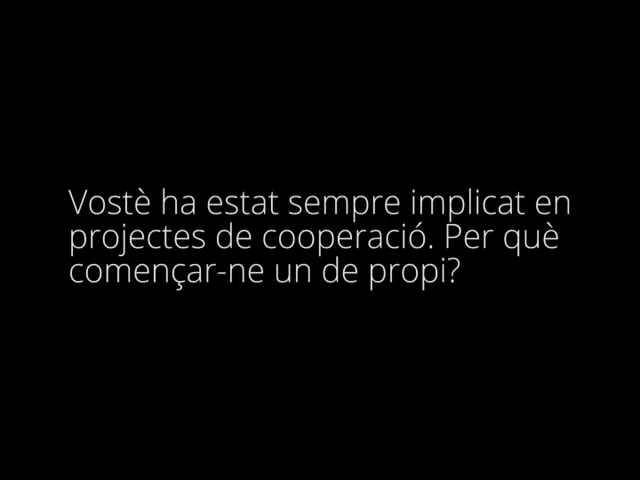 Vostè ha estat sempre implicat en
projectes de cooperació. Per què
començar-ne un de propi?